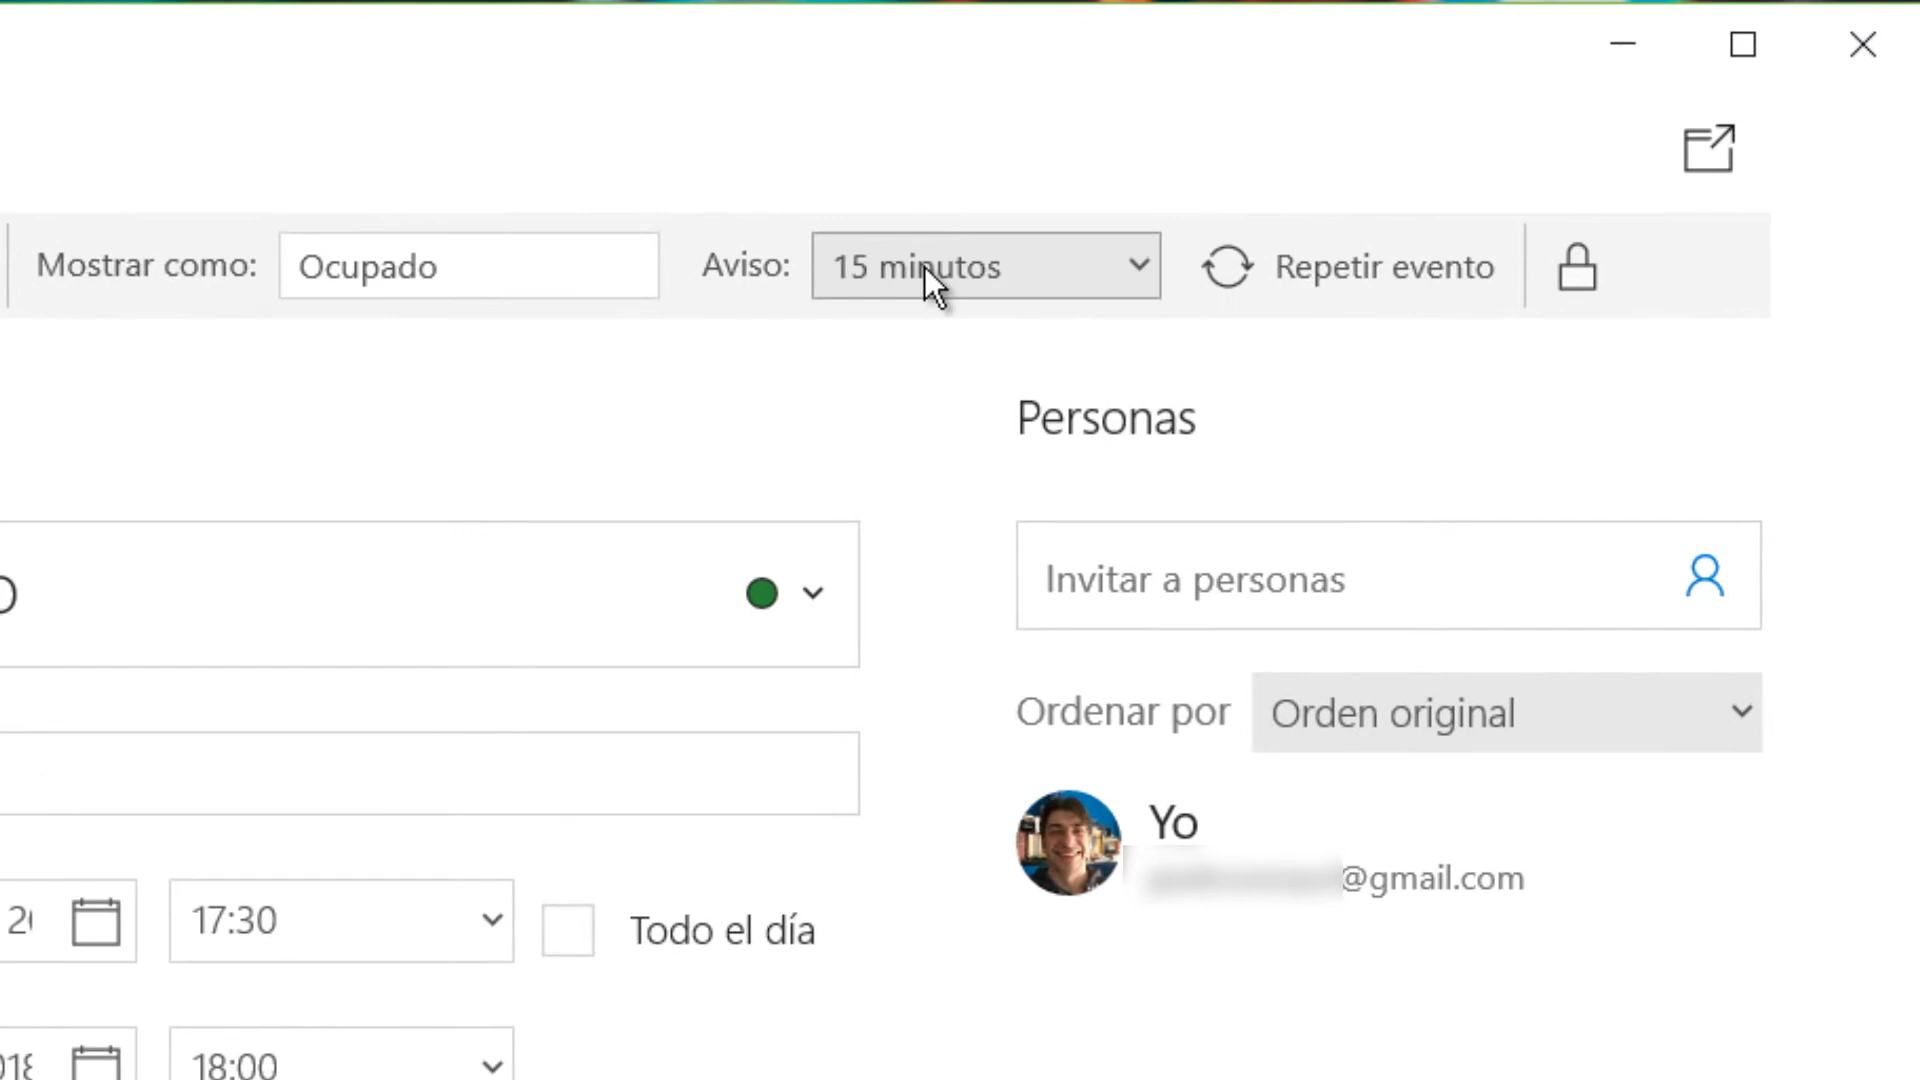 Mostrar como: Ocupado Aviso: 15 minutos Repetir evento
Personas
Invitar a personas
Ordenar por Orden original
Yo
@gmail.com
17:30 Todo el día
18:00